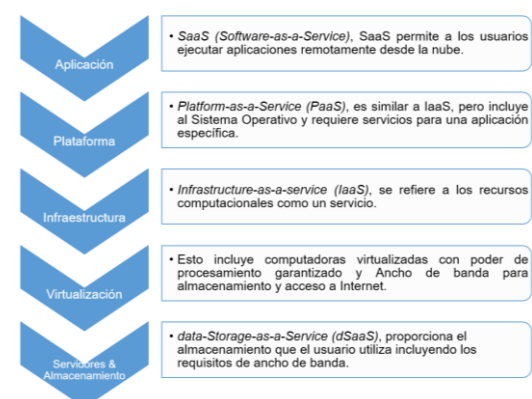 Aplicación
• SaaS (Software-as-a-Service), SaaS permite a los usuarios
ejecutar aplicaciones remotamente desde la nube.
Plataforma
• Platform-as-a-Service (PaaS), es similar a IaaS, pero incluye
al Sistema Operativo y requiere servicios para una aplicación
específica.
Infraestructura
• Infrastructure-as-a-service (IaaS), se refiere a los recursos
computacionales como un servicio.
Virtualización
• Esto incluye computadoras virtualizadas con poder de
procesamiento garantizado y Ancho de banda para
almacenamiento y acceso a Internet.
Servidores &
Almacenamiento
• data-Storage-as-a-Service (dSaaS), proporciona el
almacenamiento que el usuario utiliza incluyendo los
requisitos de ancho de banda.